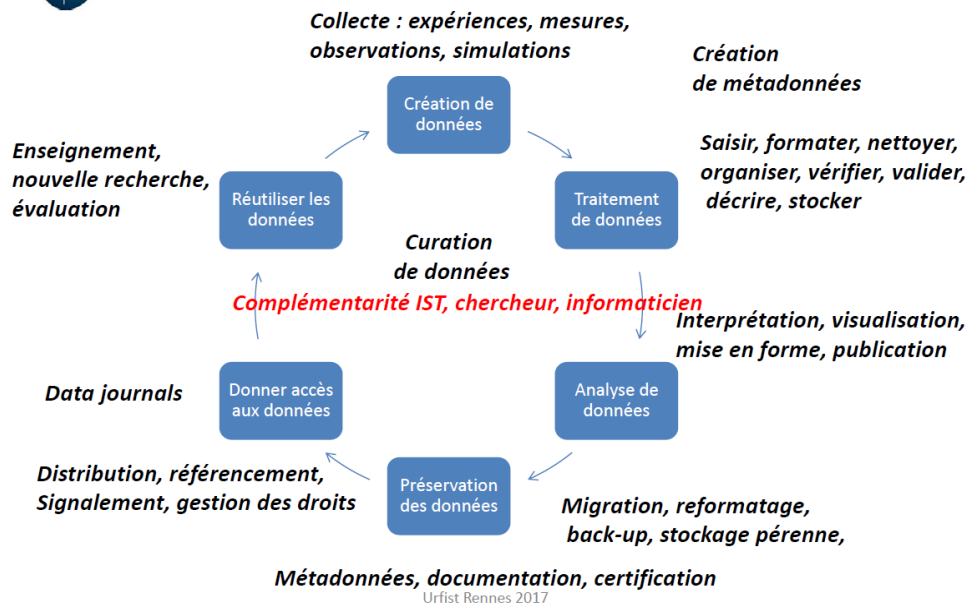 Collecte : expériences, mesures,
observations, simulations
Création
de métadonnées
Création de
données
Saisir, formater, nettoyer,
organiser, vérifier, valider,
décrire, stocker
Traitement
de données
Enseignement,
nouvelle recherche,
évaluation
Réutiliser les
données
Curation
de données
Complémentarité IST, chercheur, informaticien
Interprétation, visualisation,
mise en forme, publication
Analyse de
données
Data journals
Donner accès
aux données
Distribution, référencement,
Signalement, gestion des droits
Préservation
des données
Migration, reformatage,
back-up, stockage pérenne,
Métadonnées, documentation, certification
Urfist Rennes 2017